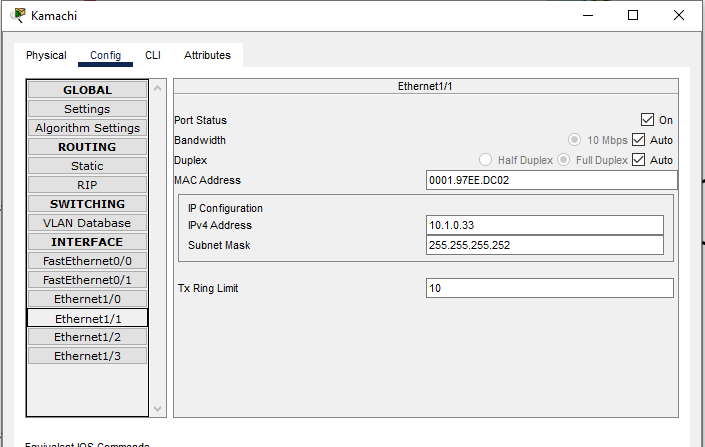 Kamachi
Physical Config CLI Attributes
GLOBAL
Settings
Algorithm Settings
ROUTING
Static
RIP
SWITCHING
VLAN Database
INTERFACE
FastEthernet0/0
FastEthernet0/1
Ethernet1/0
Ethernet1/1
Ethernet1/2
Ethernet1/3
Ethernet1/1
Port Status On
Bandwidth 10 Mbps Auto
Duplex Half Duplex Full Duplex Auto
MAC Address 0001.97EE.DC02
IP Configuration
IPv4 Address 10.1.0.33
Subnet Mask 255.255.255.252
Tx Ring Limit 10
Equivalent IOS Commands